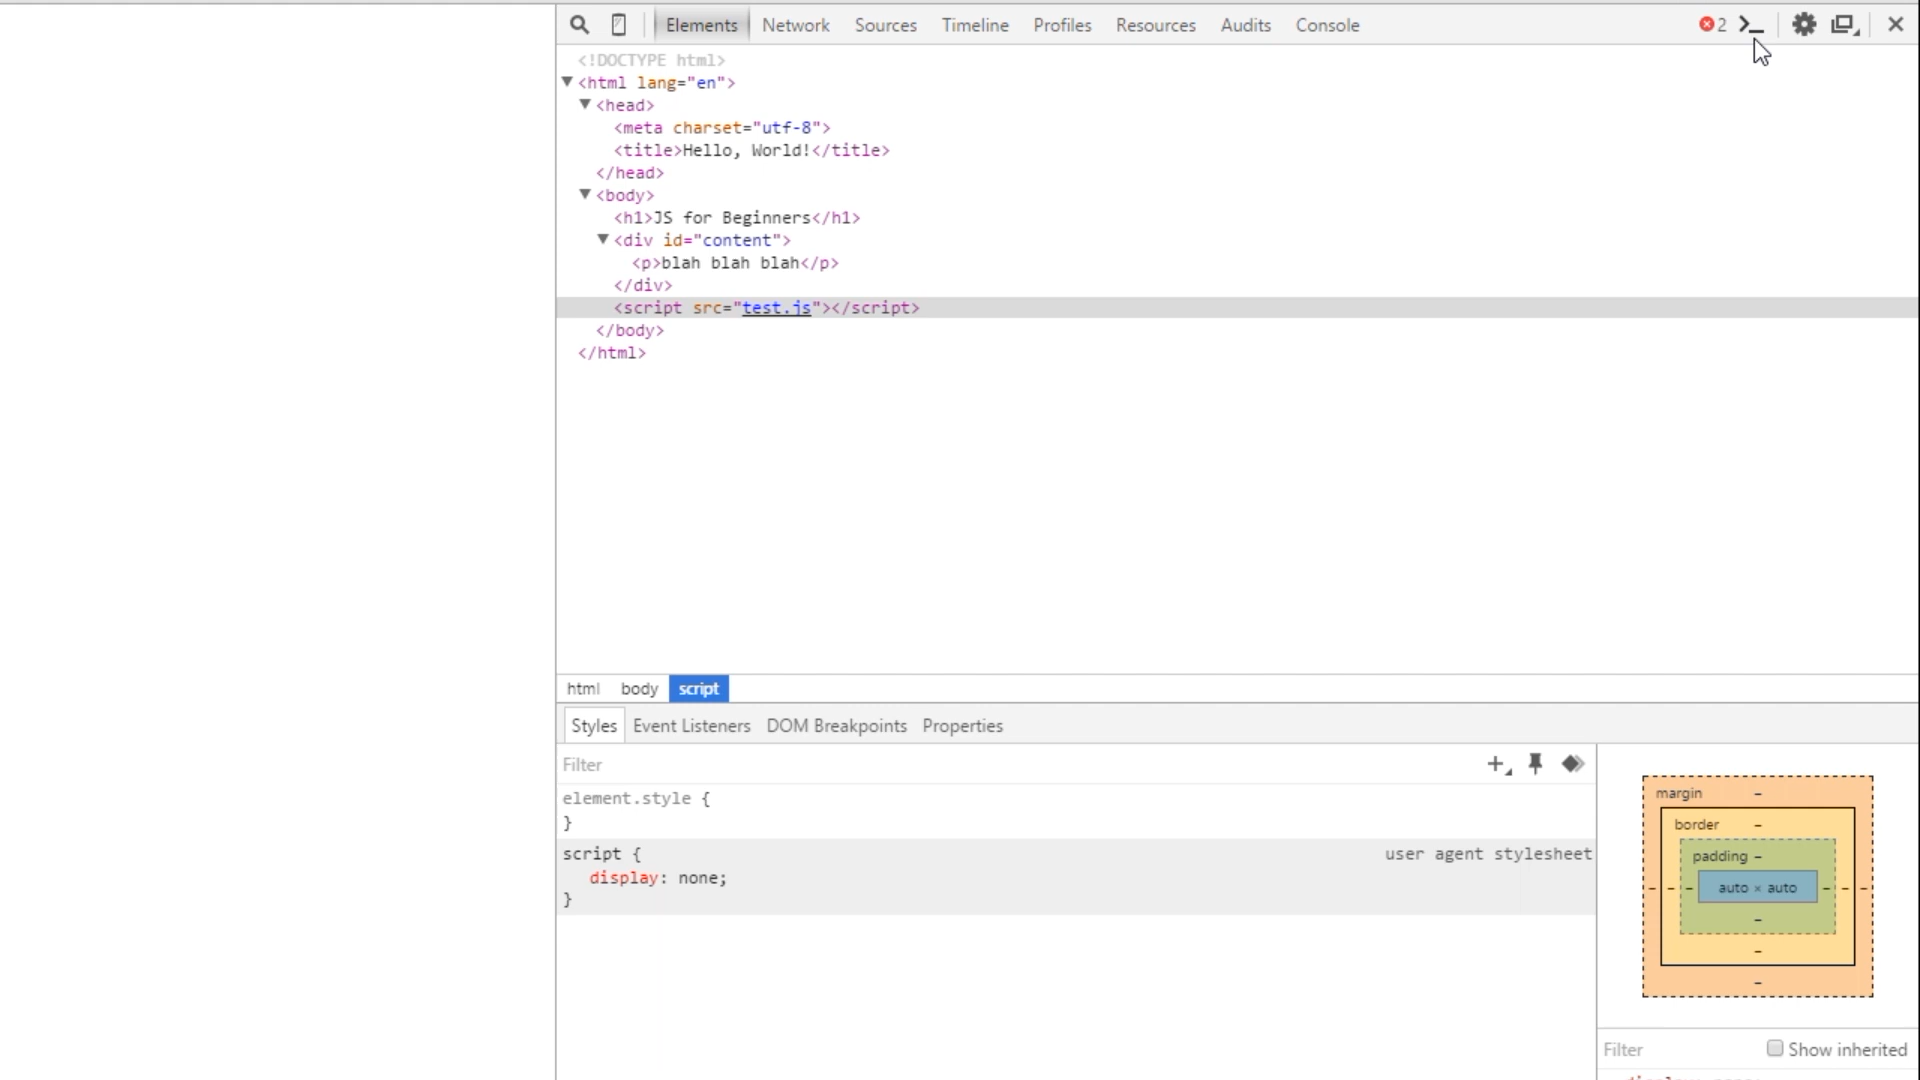 Elements Network Sources Timeline Profiles Resources Audits Console 2
<!DOCTYPE html>
<html lang="en">
<head>
<meta charset="utf-8">
<title>Hello, World!</title>
</head>
<body>
<h1>JS for Beginners</h1>
<div id="content">
<p>blah blah blah</p>
</div>
<script src="test.js"></script>
</body>
</html>
html body script
Styles Event Listeners DOM Breakpoints Properties
Filter
element.style {
}
script { user agent stylesheet
display: none;
}
margin –
border –
padding –
– – – auto × auto – – –
–
–
–
Filter Show inherited